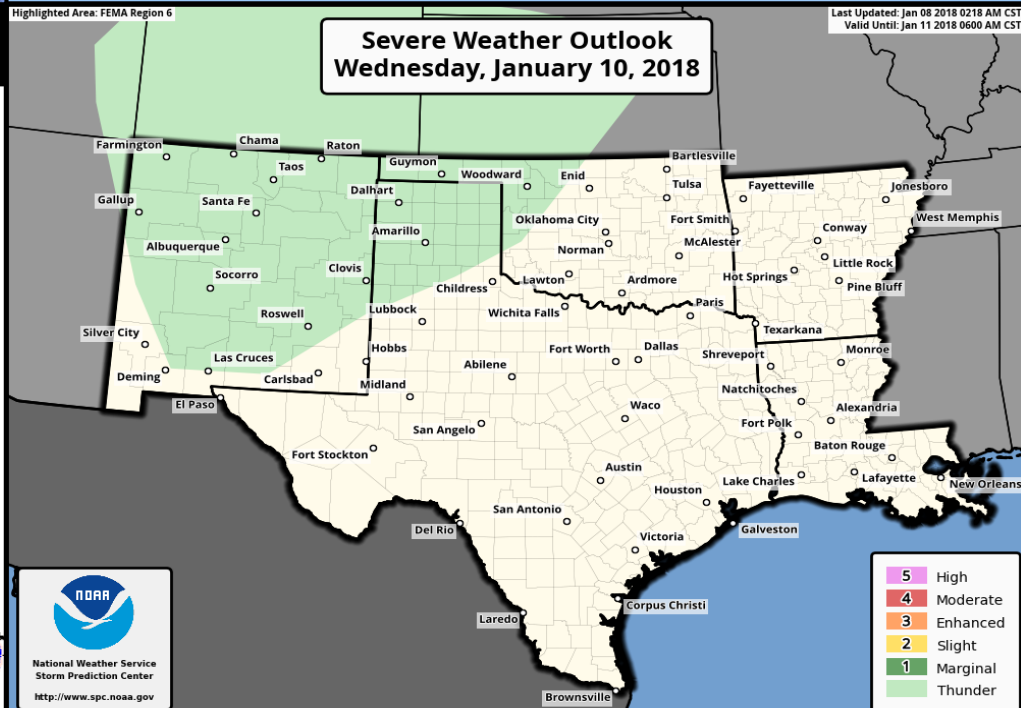 Highlighted Area: FEMA Region 6
Last Updated: Jan 08 2018 0218 AM CST
Valid Until: Jan 11 2018 0600 AM CST
Severe Weather Outlook
Wednesday, January 10, 2018
Farmington
Chama
Raton
Guymon
Bartlesville
Taos
Dalhart
Woodward
Enid
Tulsa
Fayetteville
Jonesboro
Gallup
Santa Fe
Amarillo
Oklahoma City
Fort Smith
West Memphis
Albuquerque
Norman
McAlester
Conway
Socorro
Clovis
Childress
Lawton
Ardmore
Hot Springs
Little Rock
Pine Bluff
Roswell
Lubbock
Wichita Falls
Paris
Texarkana
Silver City
Las Cruces
Hobbs
Abilene
Fort Worth
Dallas
Shreveport
Monroe
Deming
Carlsbad
Midland
Natchitoches
El Paso
San Angelo
Waco
Fort Polk
Alexandria
Fort Stockton
Austin
Baton Rouge
Houston
Lake Charles
Lafayette
New Orleans
Del Rio
San Antonio
Victoria
Galveston
Laredo
Corpus Christi
Brownsville
NOAA
National Weather Service
Storm Prediction Center
http://www.spc.noaa.gov
5 High
4 Moderate
3 Enhanced
2 Slight
1 Marginal
Thunder